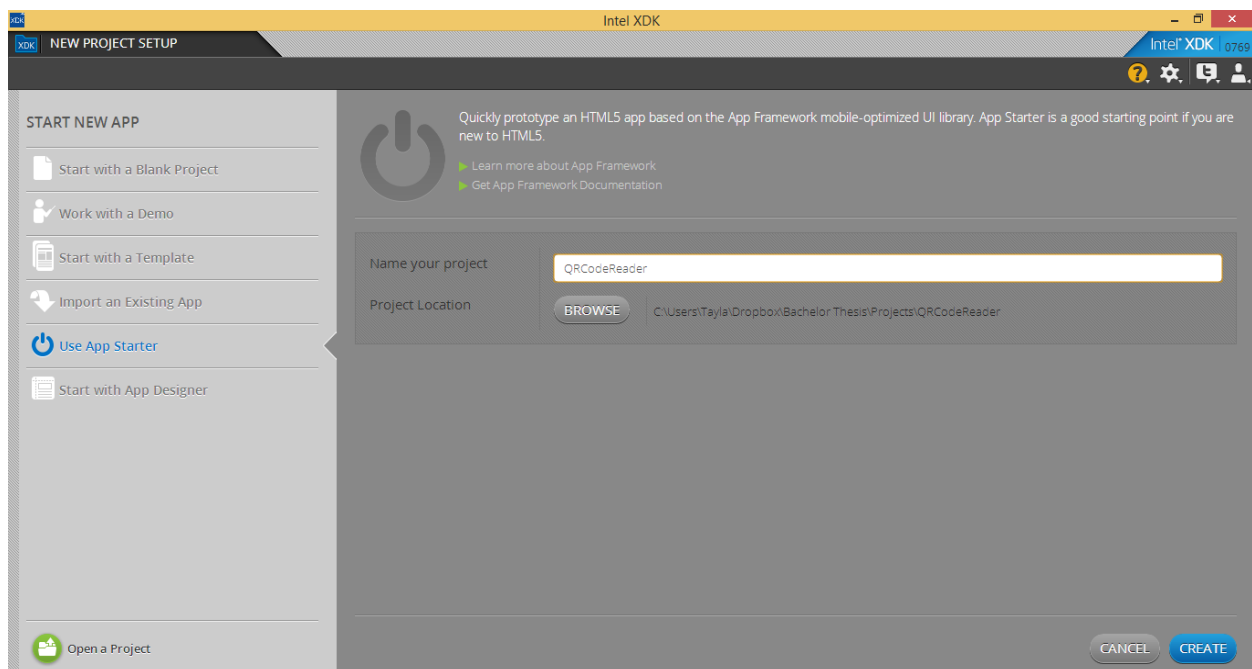 XDK
Intel XDK
XDK NEW PROJECT SETUP
Intel® XDK 0769
START NEW APP
Start with a Blank Project
Work with a Demo
Start with a Template
Import an Existing App
Use App Starter
Start with App Designer
Open a Project
Quickly prototype an HTML5 app based on the App Framework mobile-optimized UI library. App Starter is a good starting point if you are
new to HTML5.
Learn more about App Framework
Get App Framework Documentation
Name your project
QRCodeReader
Project Location
BROWSE
C:\Users\Tayla\Dropbox\Bachelor Thesis\Projects\QRCodeReader
CANCEL
CREATE